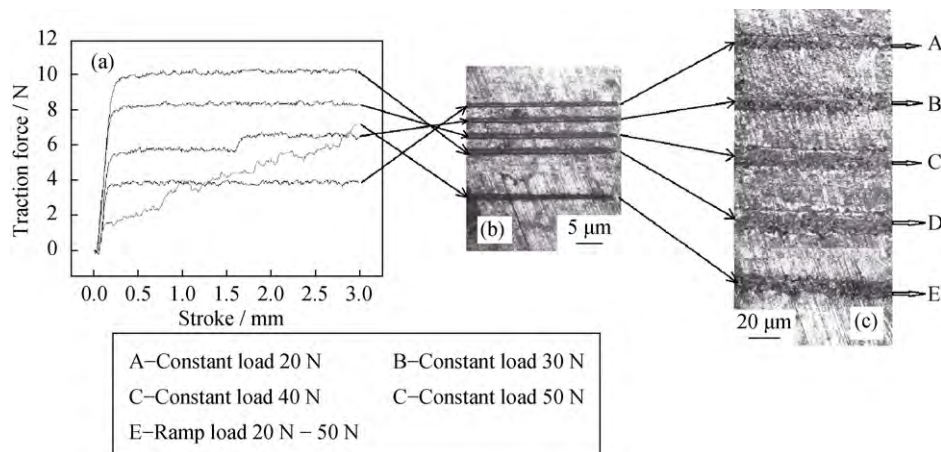 (a)
Traction force / N
12
10
8
6
4
2
0
0.0 0.5 1.0 1.5 2.0 2.5 3.0
Stroke / mm
(b)
5 μm
A
B
C
D
E
20 μm
(c)
A−Constant load 20 N B−Constant load 30 N
C−Constant load 40 N C−Constant load 50 N
E−Ramp load 20 N − 50 N